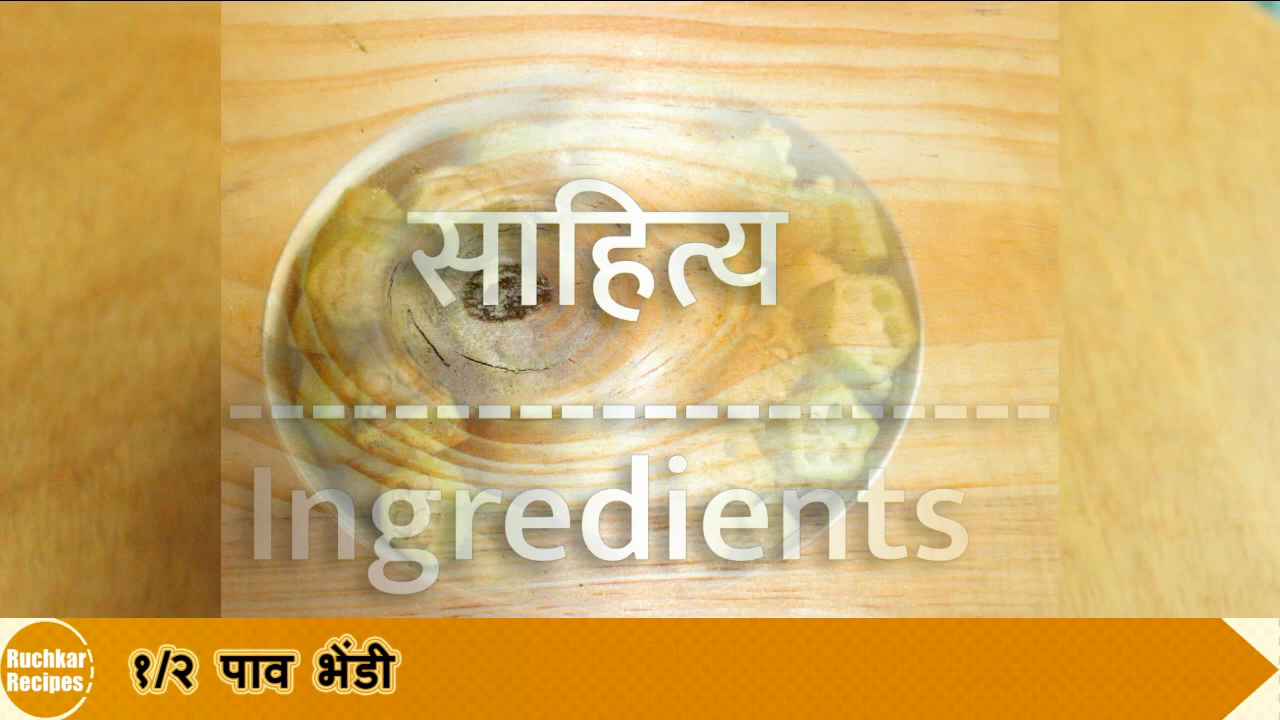 साहित्य
Ingredients
Ruchkar
Recipes
१/२ पाव भेंडी